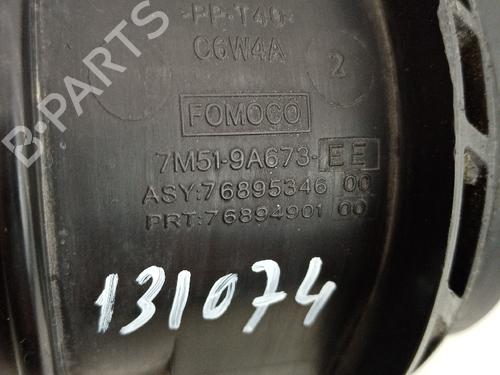 >PP-T40<
C6W4A
2
FOMOCO
7M51-9A673-EE
ASY:76895346 00
PRT:76894901 00
131074
B-PARTS